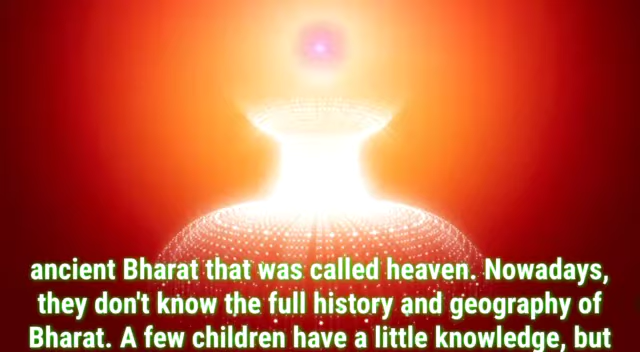 ancient Bharat that was called heaven. Nowadays,
they don't know the full history and geography of
Bharat. A few children have a little knowledge, but